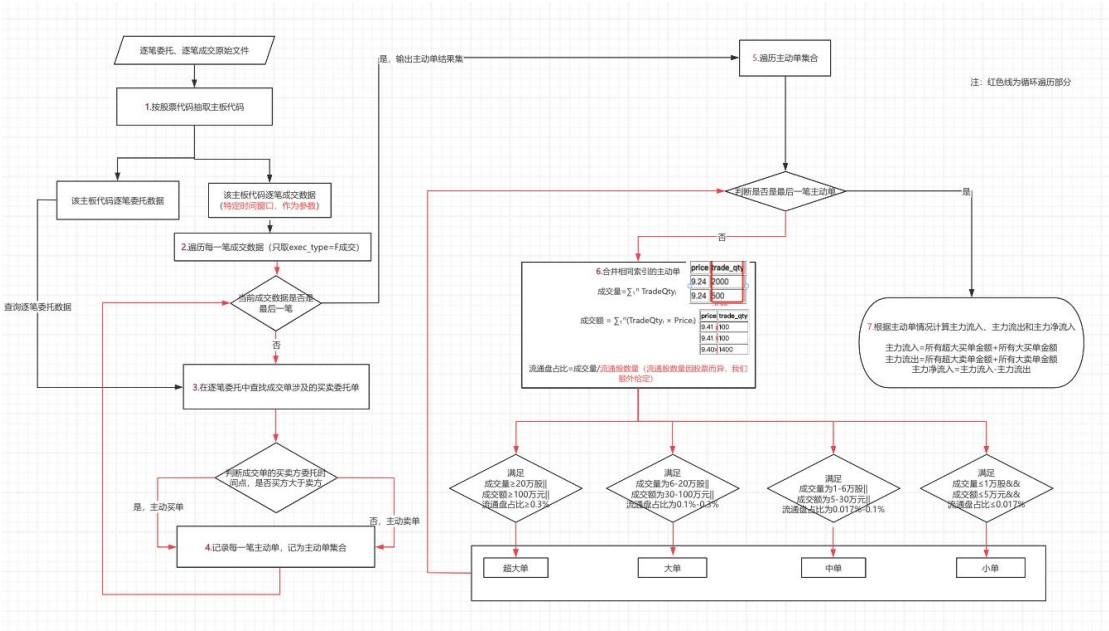 逐笔委托、逐笔成交原始文件
1.按股票代码抽取主板代码
该主板代码逐笔委托数据
该主板代码逐笔成交数据
（特定时间窗口，作为参数）
2.遍历每一笔成交数据（只取exec_type=F成交）
查询逐笔委托数据
当前成交数据是否是
最后一笔
否
是，输出主动单结果集
3.在逐笔委托中查找成交单涉及的买卖委托单
判断成交单的买卖方委托时
间点，是否买方大于卖方
是，主动买单
否，主动卖单
4.记录每一笔主动单，记为主动单集合
5.遍历主动单集合
注：红色线为循环遍历部分
判断是否是最后一笔主动单
是
否
6.合并相同索引的主动单
price trade_qty
9.24 2000
9.24 500
成交量=∑ᵢⁿ TradeQtyᵢ
成交额 = ∑ᵢⁿ(TradeQtyᵢ × Priceᵢ)
price trade_qty
9.41 100
9.41 100
9.40 1400
流通盘占比=成交量/流通股数量（流通股数量因股票而异，我们
额外给定）
7.根据主动单情况计算主力流入、主力流出和主力净流入
主力流入=所有超大买单金额+所有大买单金额
主力流出=所有超大卖单金额+所有大卖单金额
主力净流入=主力流入-主力流出
满足
成交量≥20万股||
成交额≥100万元||
流通盘占比≥0.3%
满足
成交量为6-20万股||
成交额为30-100万元||
流通盘占比为0.1%-0.3%
满足
成交量为1-6万股||
成交额为5-30万元||
流通盘占比为0.017%-0.1%
满足
成交量≤1万股&&
成交额≤5万元&&
流通盘占比≤0.017%
超大单
大单
中单
小单